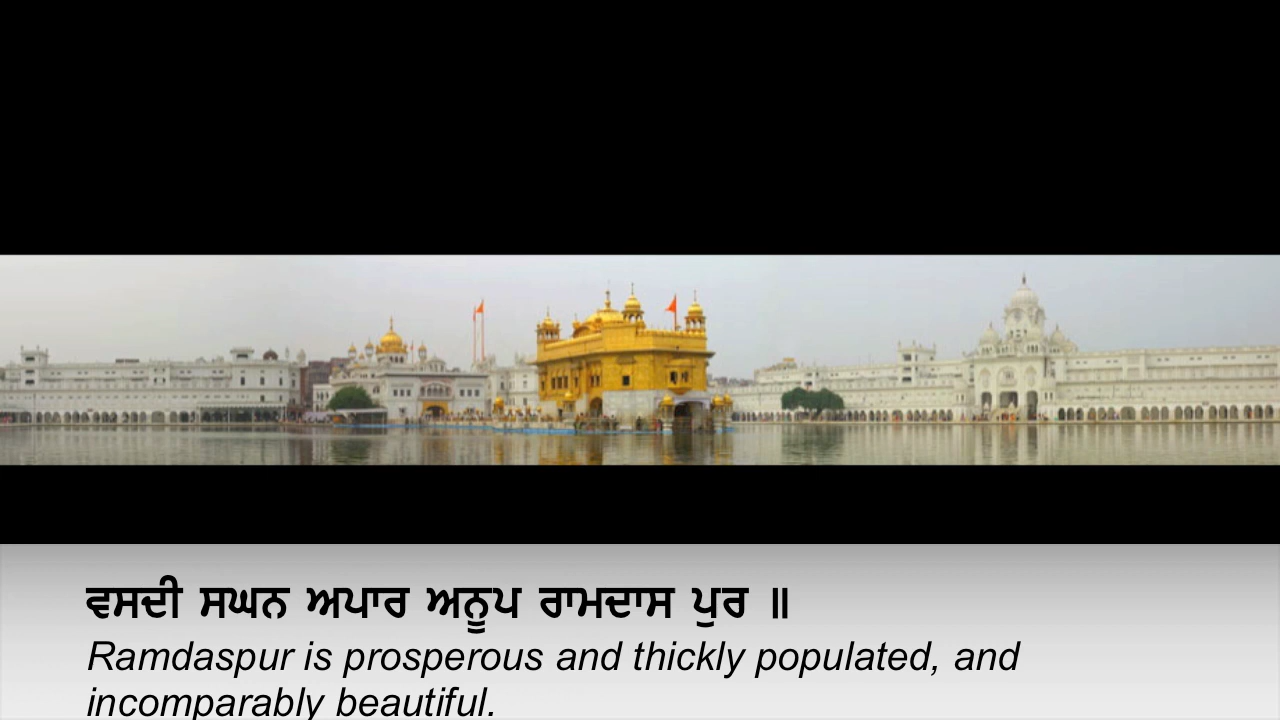 ਵਸਦੀ ਸਘਨ ਅਪਾਰ ਅਨੂਪ ਰਾਮਦਾਸ ਪੁਰ ॥
Ramdaspur is prosperous and thickly populated, and
incomparably beautiful.